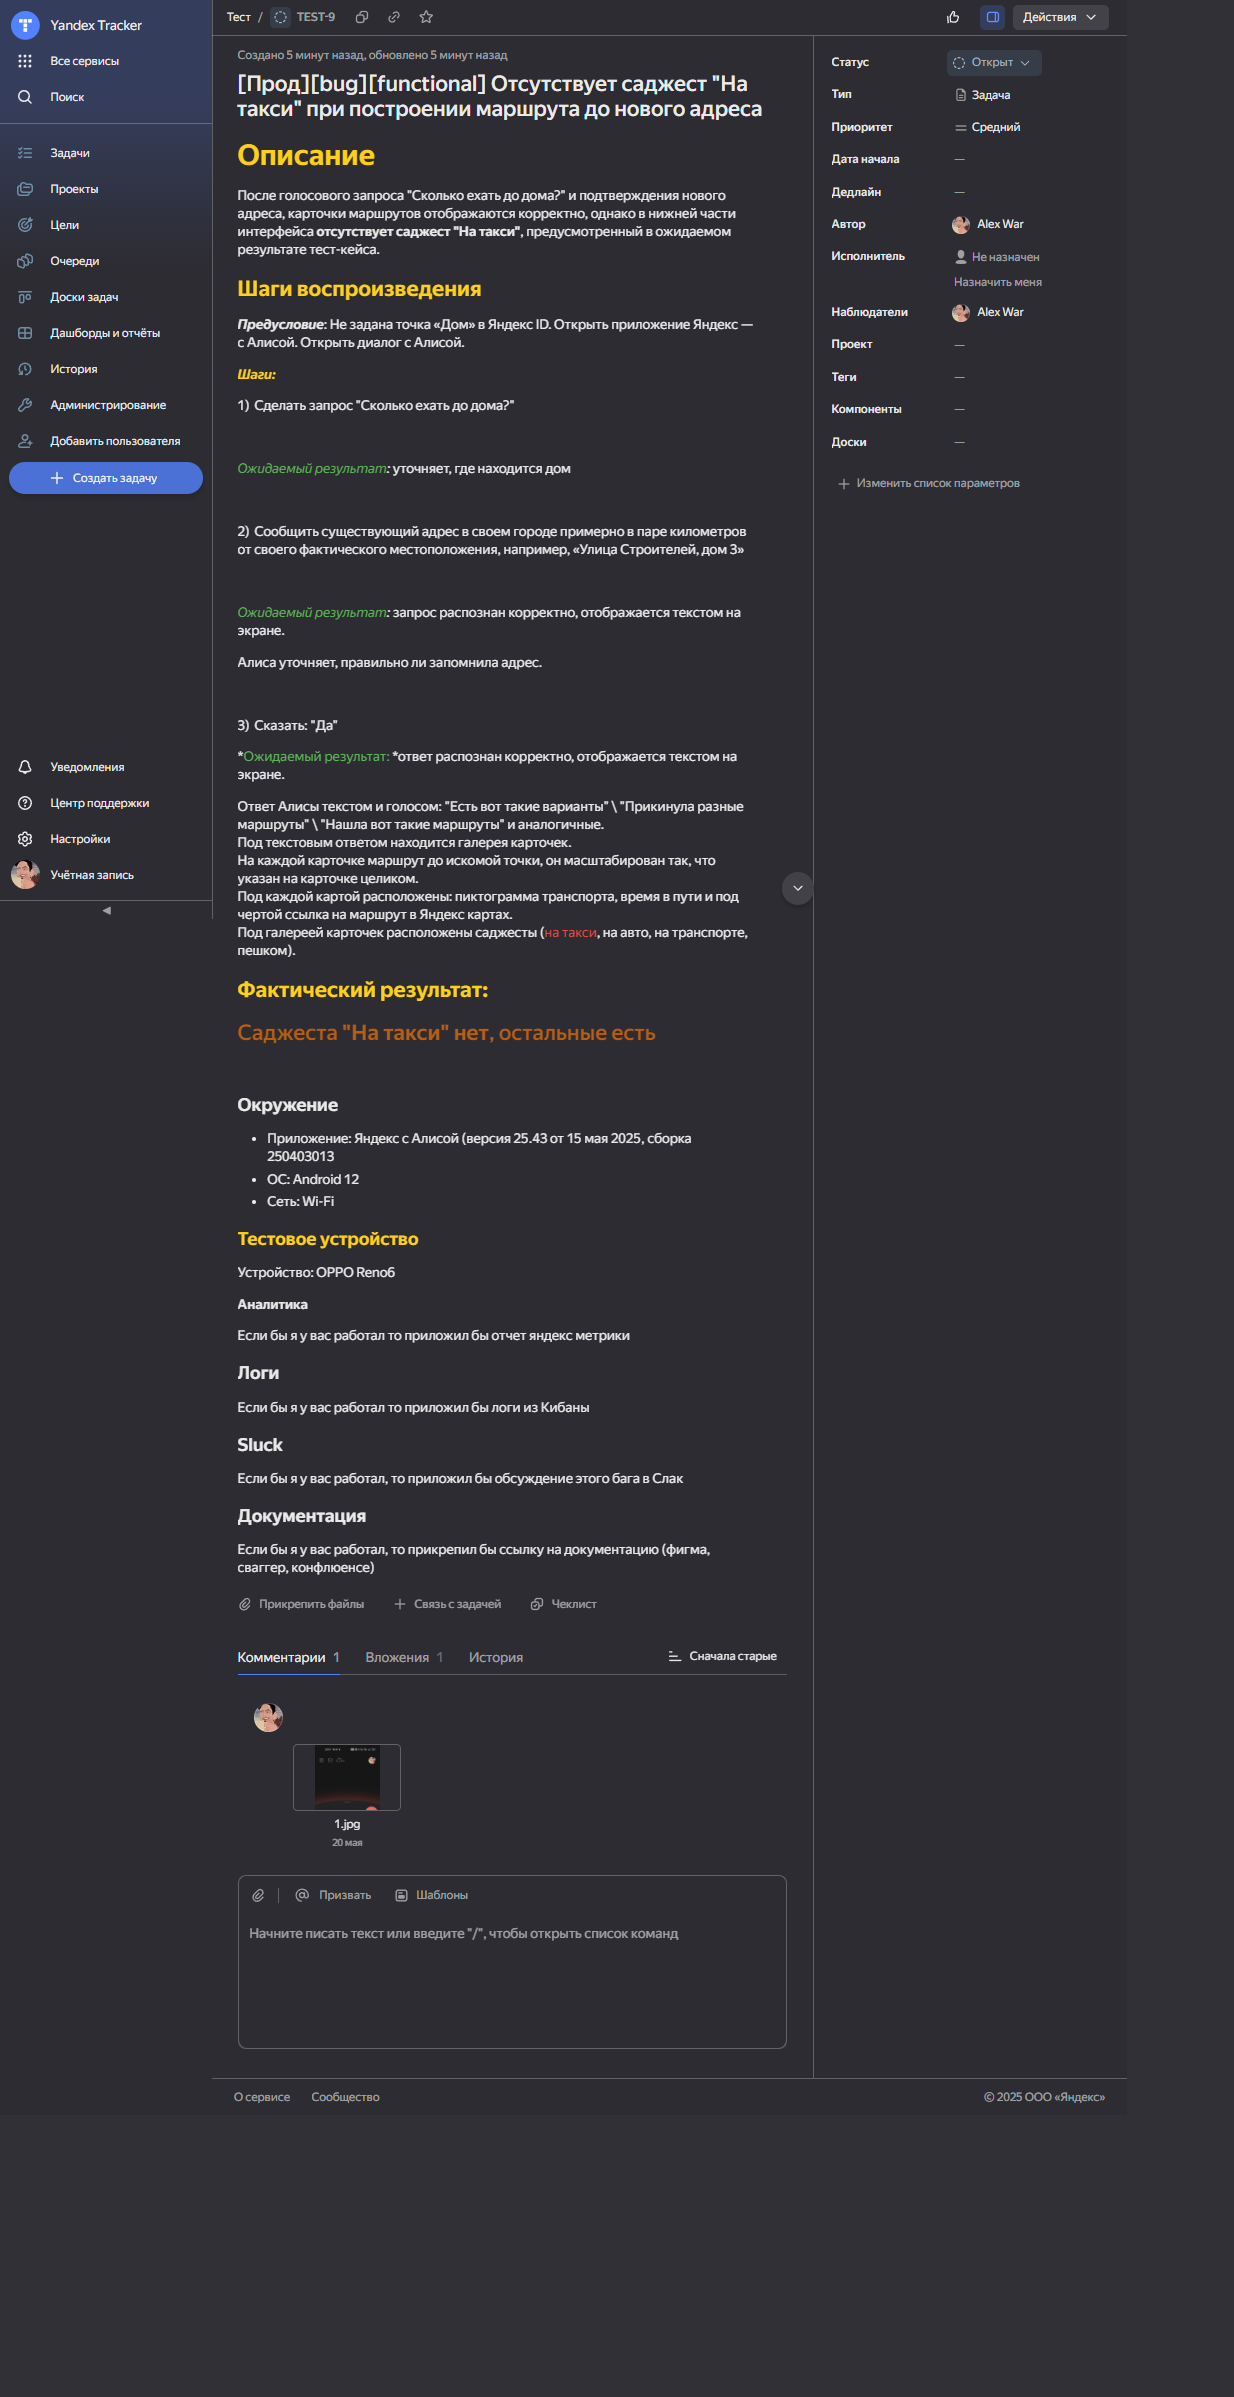 Yandex Tracker
Все сервисы
Поиск
Задачи
Проекты
Цели
Очереди
Доски задач
Дашборды и отчёты
История
Администрирование
Добавить пользователя
Создать задачу
Уведомления
Центр поддержки
Настройки
Учётная запись
Тест / TEST-9
Действия
Создано 5 минут назад, обновлено 5 минут назад
[Прод][bug][functional] Отсутствует саджест "На
такси" при построении маршрута до нового адреса
Описание
После голосового запроса "Сколько ехать до дома?" и подтверждения нового
адреса, карточки маршрутов отображаются корректно, однако в нижней части
интерфейса отсутствует саджест "На такси", предусмотренный в ожидаемом
результате тест-кейса.
Шаги воспроизведения
Предусловие: Не задана точка «Дом» в Яндекс ID. Открыть приложение Яндекс —
с Алисой. Открыть диалог с Алисой.
Шаги:
1) Сделать запрос "Сколько ехать до дома?"
Ожидаемый результат: уточняет, где находится дом
2) Сообщить существующий адрес в своем городе примерно в паре километров
от своего фактического местоположения, например, «Улица Строителей, дом 3»
Ожидаемый результат: запрос распознан корректно, отображается текстом на
экране.
Алиса уточняет, правильно ли запомнила адрес.
3) Сказать: "Да"
*Ожидаемый результат: *ответ распознан корректно, отображается текстом на
экране.
Ответ Алисы текстом и голосом: "Есть вот такие варианты" \ "Прикинула разные
маршруты" \ "Нашла вот такие маршруты" и аналогичные.
Под текстовым ответом находится галерея карточек.
На каждой карточке маршрут до искомой точки, он масштабирован так, что
указан на карточке целиком.
Под каждой картой расположены: пиктограмма транспорта, время в пути и под
чертой ссылка на маршрут в Яндекс картах.
Под галереей карточек расположены саджесты (на такси, на авто, на транспорте,
пешком).
Фактический результат:
Саджеста "На такси" нет, остальные есть
Окружение
• Приложение: Яндекс с Алисой (версия 25.43 от 15 мая 2025, сборка
250403013
• ОС: Android 12
• Сеть: Wi-Fi
Тестовое устройство
Устройство: OPPO Reno6
Аналитика
Если бы я у вас работал то приложил бы отчет яндекс метрики
Логи
Если бы я у вас работал то приложил бы логи из Кибаны
Sluck
Если бы я у вас работал, то приложил бы обсуждение этого бага в Слак
Документация
Если бы я у вас работал, то прикрепил бы ссылку на документацию (фигма,
сваггер, конфлюенсе)
Прикрепить файлы
Связь с задачей
Чеклист
Комментарии 1
Вложения 1
История
Сначала старые
1.jpg
20 мая
Призвать
Шаблоны
Начните писать текст или введите "/", чтобы открыть список команд
Статус Открыт
Тип Задача
Приоритет Средний
Дата начала —
Дедлайн —
Автор Alex War
Исполнитель Не назначен
Назначить меня
Наблюдатели Alex War
Проект —
Теги —
Компоненты —
Доски —
Изменить список параметров
О сервисе
Сообщество
© 2025 ООО «Яндекс»